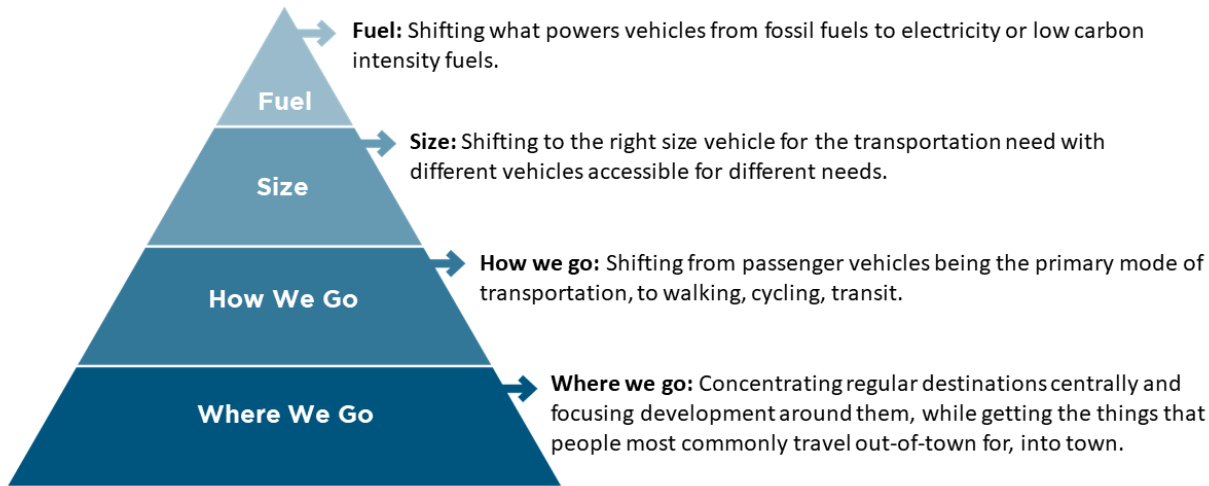 Fuel: Shifting what powers vehicles from fossil fuels to electricity or low carbon
intensity fuels.
Fuel
Size: Shifting to the right size vehicle for the transportation need with
different vehicles accessible for different needs.
Size
How we go: Shifting from passenger vehicles being the primary mode of
transportation, to walking, cycling, transit.
How We Go
Where we go: Concentrating regular destinations centrally and
focusing development around them, while getting the things that
people most commonly travel out-of-town for, into town.
Where We Go